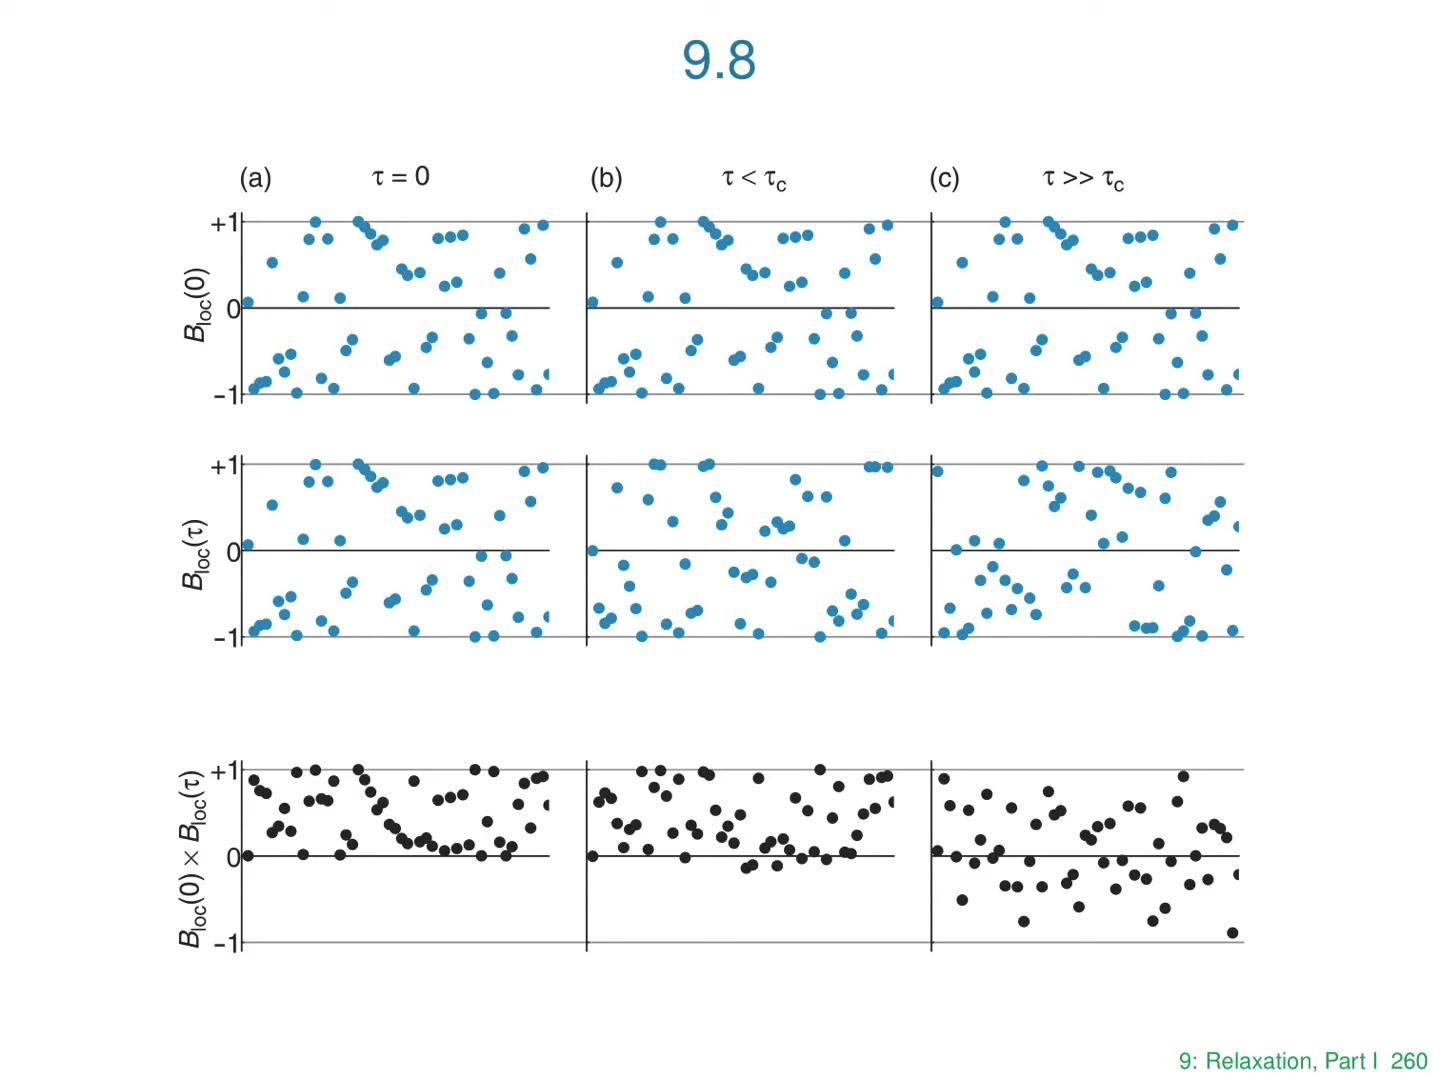 9.8
(a) τ = 0 (b) τ < τc (c) τ >> τc
Bloc(0)
+1
0
−1
Bloc(τ)
+1
0
−1
Bloc(0) × Bloc(τ)
+1
0
−1
9: Relaxation, Part I 260